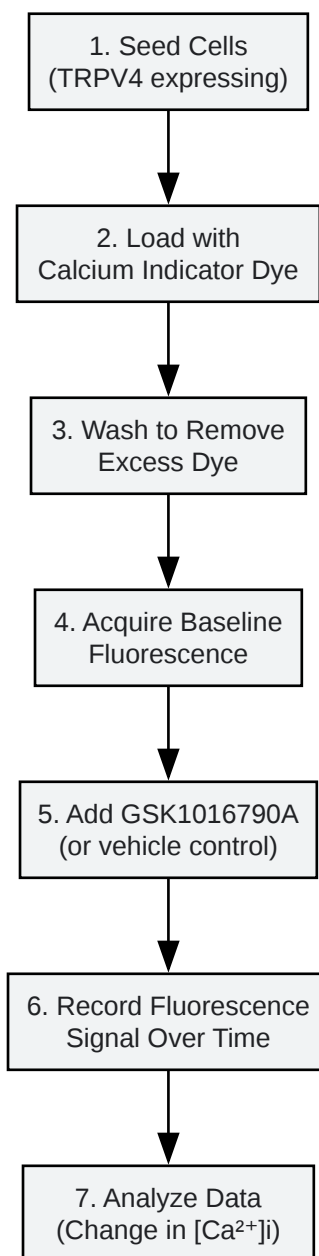 1. Seed Cells
(TRPV4 expressing)
2. Load with
Calcium Indicator Dye
3. Wash to Remove
Excess Dye
4. Acquire Baseline
Fluorescence
5. Add GSK1016790A
(or vehicle control)
6. Record Fluorescence
Signal Over Time
7. Analyze Data
(Change in [Ca²⁺]i)